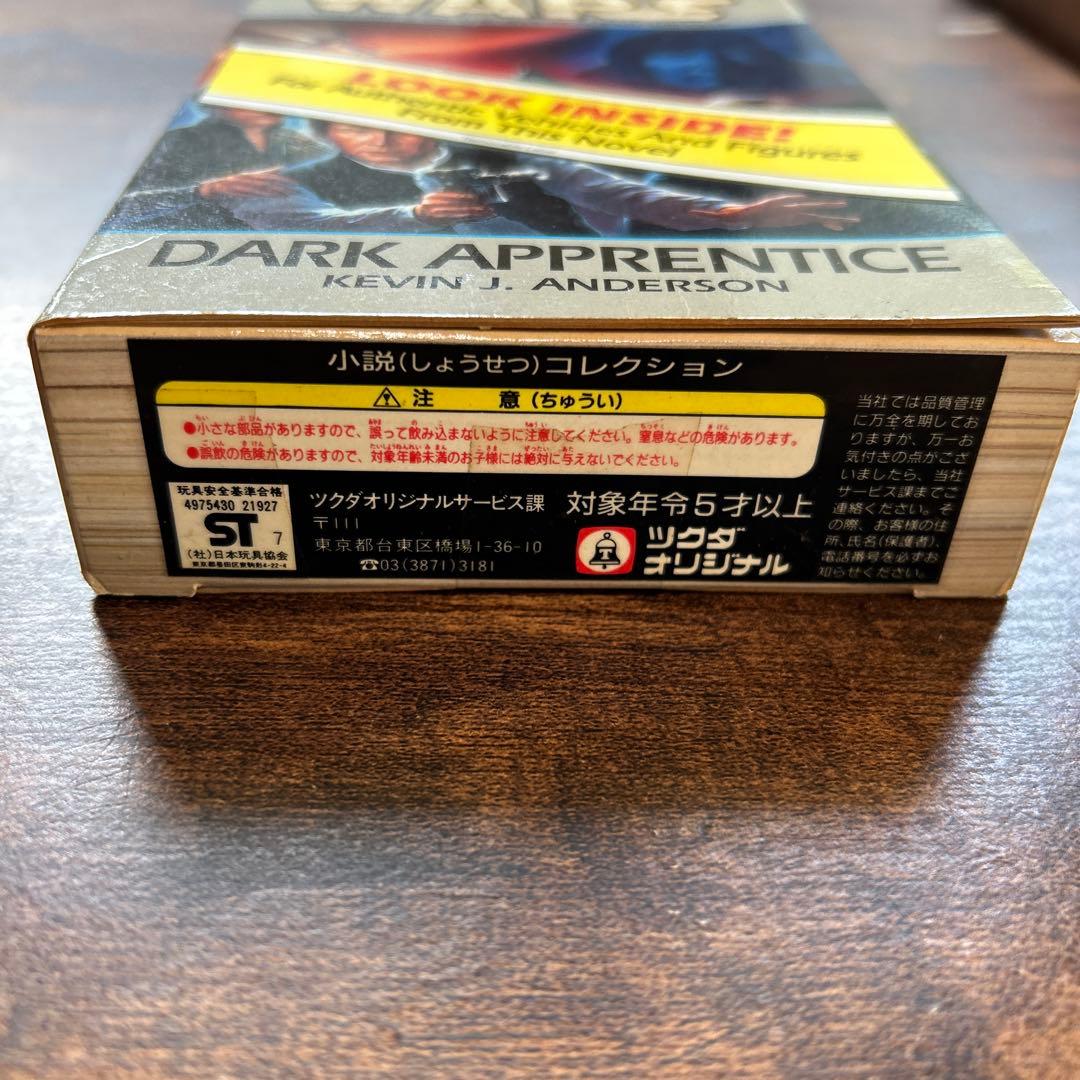 WARS
LOOK INSIDE!
For Authentic Vehicles And Figures
From This Novel
DARK APPRENTICE
KEVIN J. ANDERSON
小説(しょうせつ)コレクション
⚠ 注 意(ちゅうい)
●小さな部品がありますので、誤って飲み込まないように注意してください。窒息などの危険があります。
●誤飲の危険がありますので、対象年齢未満のお子様には絶対に与えないでください。
玩具安全基準合格
4975430 21927
ST 7
(社)日本玩具協会
東京都墨田区東駒形4-22-4
ツクダオリジナルサービス課
〒111
東京都台東区橋場1-36-10
☎03(3871)3181
対象年令5才以上
T
ツクダ
オリジナル
当社では品質管理
に万全を期してお
りますが、万一お
気付きの点がござ
いましたら、当社
サービス課までご
連絡ください。そ
の際、お客様の住
所、氏名(保護者)、
電話番号を必ずお
知らせください。